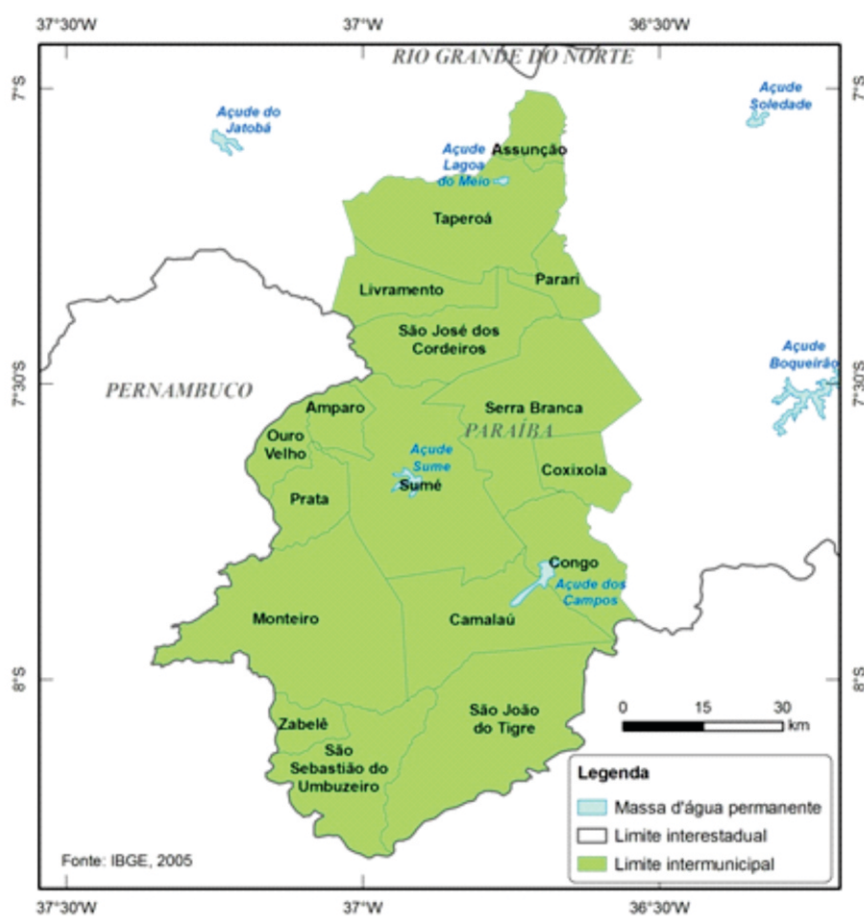 37°30'W
37°W
36°30'W
RIO GRANDE DO NORTE
7°S
7°S
Açude do
Jatobá
Açude
Soledade
Assunção
Açude
Lagoa
do Meio
Taperoá
Parari
Livramento
São José dos
Cordeiros
Açude
Boqueirão
7°30'S
7°30'S
PERNAMBUCO
Amparo
Serra Branca
PARAÍBA
Ouro
Velho
Açude
Sume
Sumé
Coxixola
Prata
Congo
Açude dos
Campos
Monteiro
Camalaú
8°S
8°S
São João
do Tigre
Zabelê
São
Sebastião do
Umbuzeiro
0 15 30
km
Legenda
Massa d'água permanente
Limite interestadual
Limite intermunicipal
Fonte: IBGE, 2005
37°30'W
37°W
36°30'W